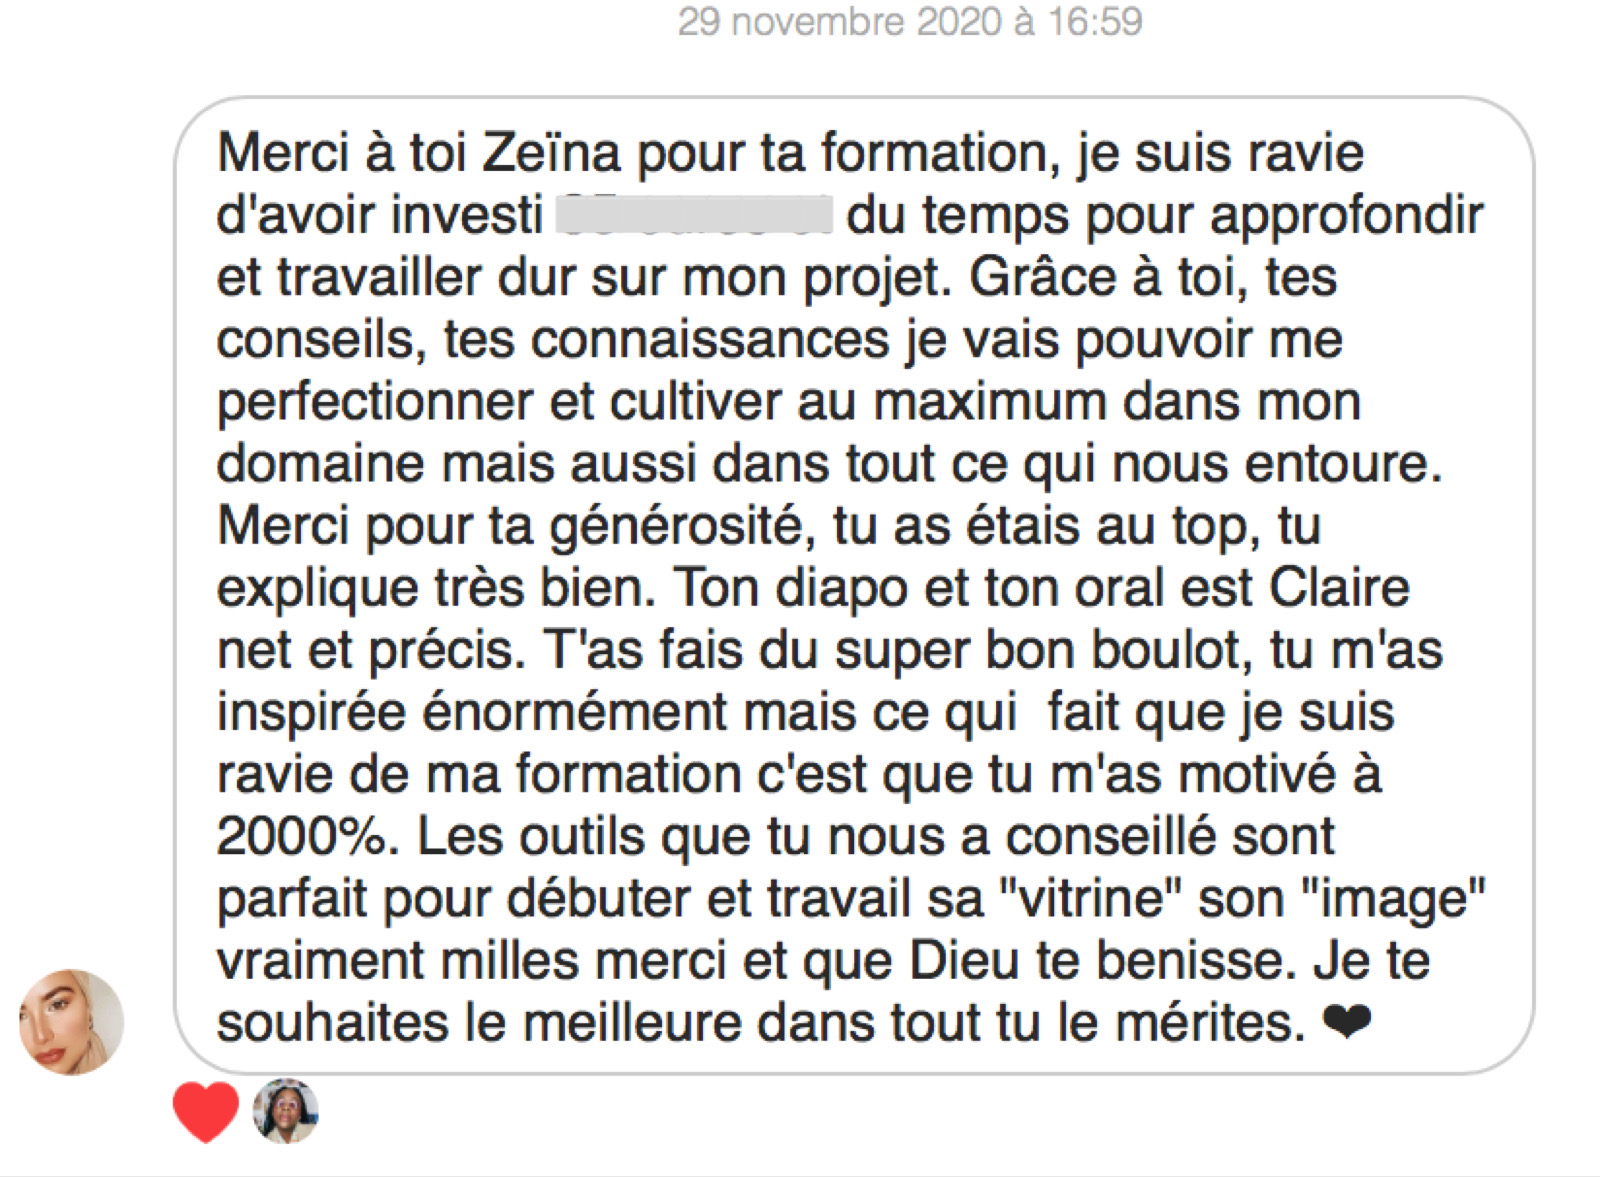 29 novembre 2020 à 16:59
Merci à toi Zeïna pour ta formation, je suis ravie
d'avoir investi du temps pour approfondir
et travailler dur sur mon projet. Grâce à toi, tes
conseils, tes connaissances je vais pouvoir me
perfectionner et cultiver au maximum dans mon
domaine mais aussi dans tout ce qui nous entoure.
Merci pour ta générosité, tu as étais au top, tu
explique très bien. Ton diapo et ton oral est Claire
net et précis. T'as fais du super bon boulot, tu m'as
inspirée énormément mais ce qui  fait que je suis
ravie de ma formation c'est que tu m'as motivé à
2000%. Les outils que tu nous a conseillé sont
parfait pour débuter et travail sa "vitrine" son "image"
vraiment milles merci et que Dieu te benisse. Je te
souhaites le meilleure dans tout tu le mérites. ❤